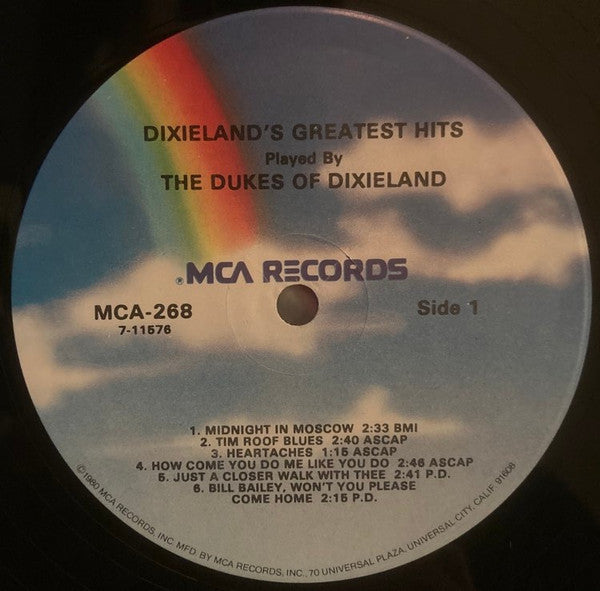 DIXIELAND'S GREATEST HITS
Played By
THE DUKES OF DIXIELAND
®MCA RECORDS
MCA-268
7-11576
Side 1
1. MIDNIGHT IN MOSCOW 2:33 BMI
2. TIM ROOF BLUES 2:40 ASCAP
3. HEARTACHES 1:15 ASCAP
4. HOW COME YOU DO ME LIKE YOU DO 2:46 ASCAP
5. JUST A CLOSER WALK WITH THEE 2:41 P.D.
6. BILL BAILEY, WON'T YOU PLEASE
COME HOME 2:15 P.D.
©1980 MCA RECORDS, INC. MFD. BY MCA RECORDS, INC., 70 UNIVERSAL PLAZA, UNIVERSAL CITY, CALIF. 91608